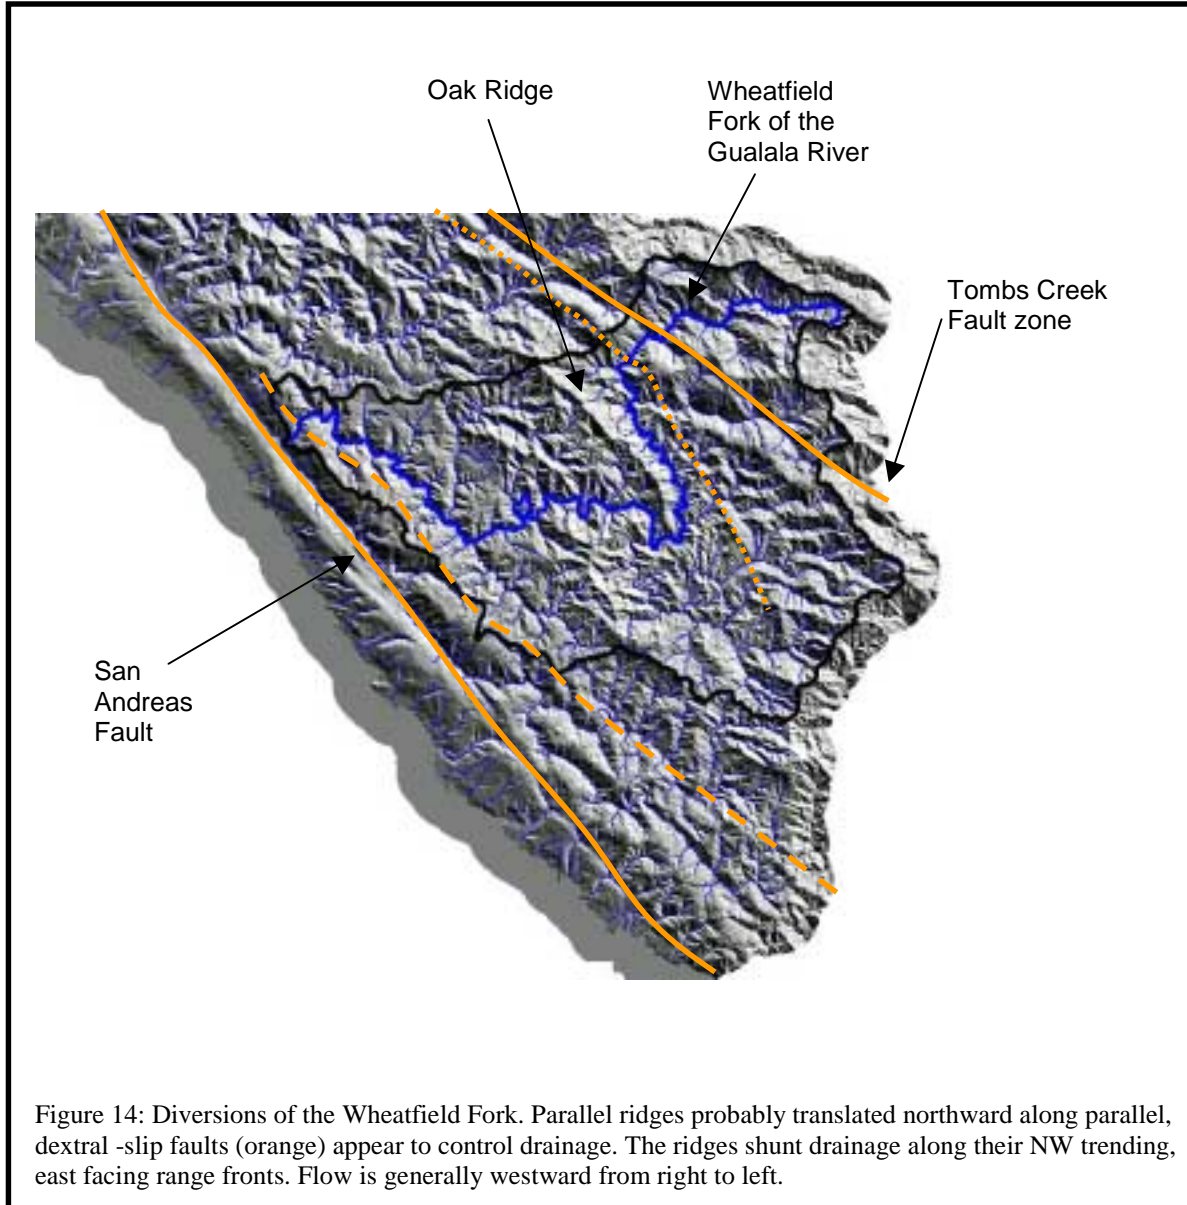 Oak Ridge
Wheatfield
Fork of the
Gualala River
Tombs Creek
Fault zone
San
Andreas
Fault
Figure 14: Diversions of the Wheatfield Fork. Parallel ridges probably translated northward along parallel,
dextral -slip faults (orange) appear to control drainage. The ridges shunt drainage along their NW trending,
east facing range fronts. Flow is generally westward from right to left.